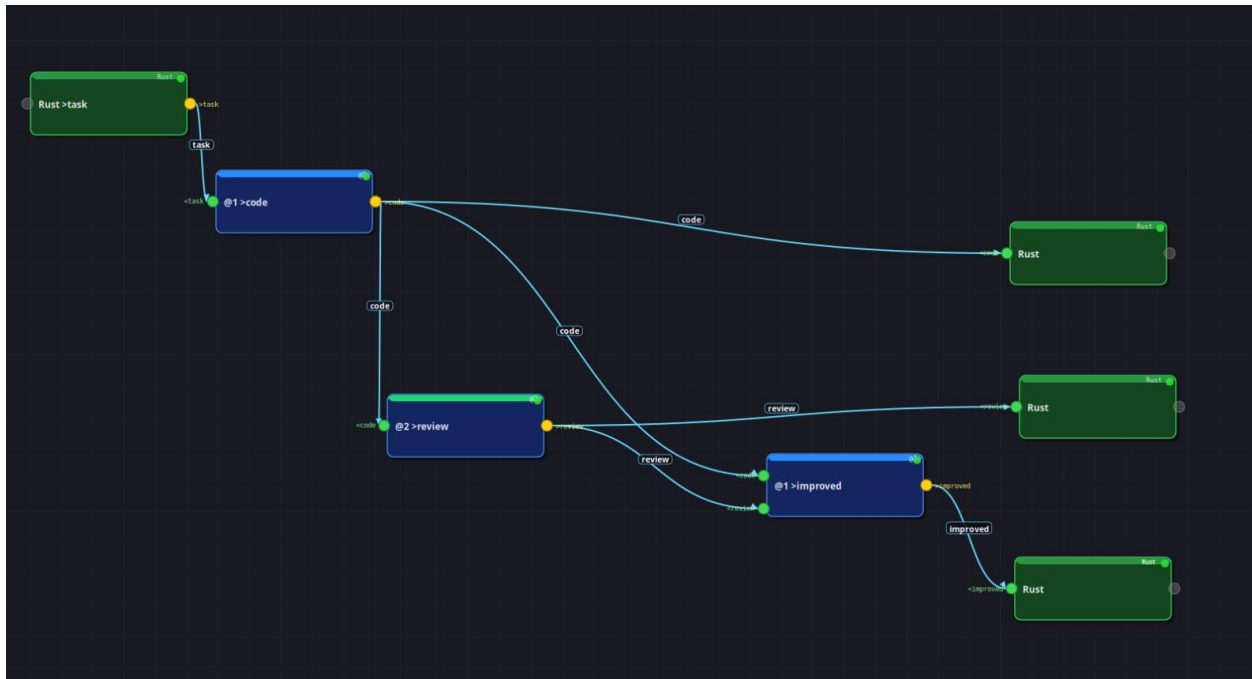 Rust
Rust >task
>task
task
@1
<task
@1 >code
>code
code
Rust
<code
Rust
code
code
@2
<code
@2 >review
>review
review
Rust
<review
Rust
review
@1 >improved
<code
<review
>improved
improved
Rust
<improved
Rust